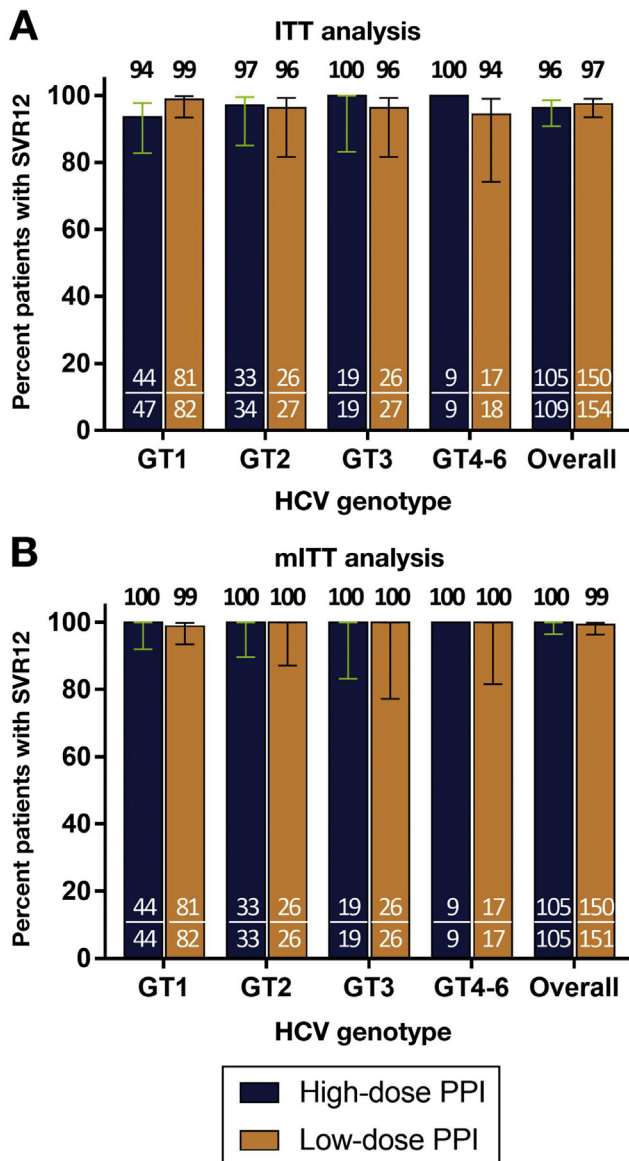 A
ITT analysis
94 99 97 96 100 96 100 94 96 97
Percent patients with SVR12
100
80
60
40
20
0
44 81 33 26 19 26 9 17 105 150
47 82 34 27 19 27 9 18 109 154
GT1 GT2 GT3 GT4-6 Overall
HCV genotype
B
mITT analysis
100 99 100 100 100 100 100 100 100 99
Percent patients with SVR12
100
80
60
40
20
0
44 81 33 26 19 26 9 17 105 150
44 82 33 26 19 26 9 17 105 151
GT1 GT2 GT3 GT4-6 Overall
HCV genotype
High-dose PPI
Low-dose PPI